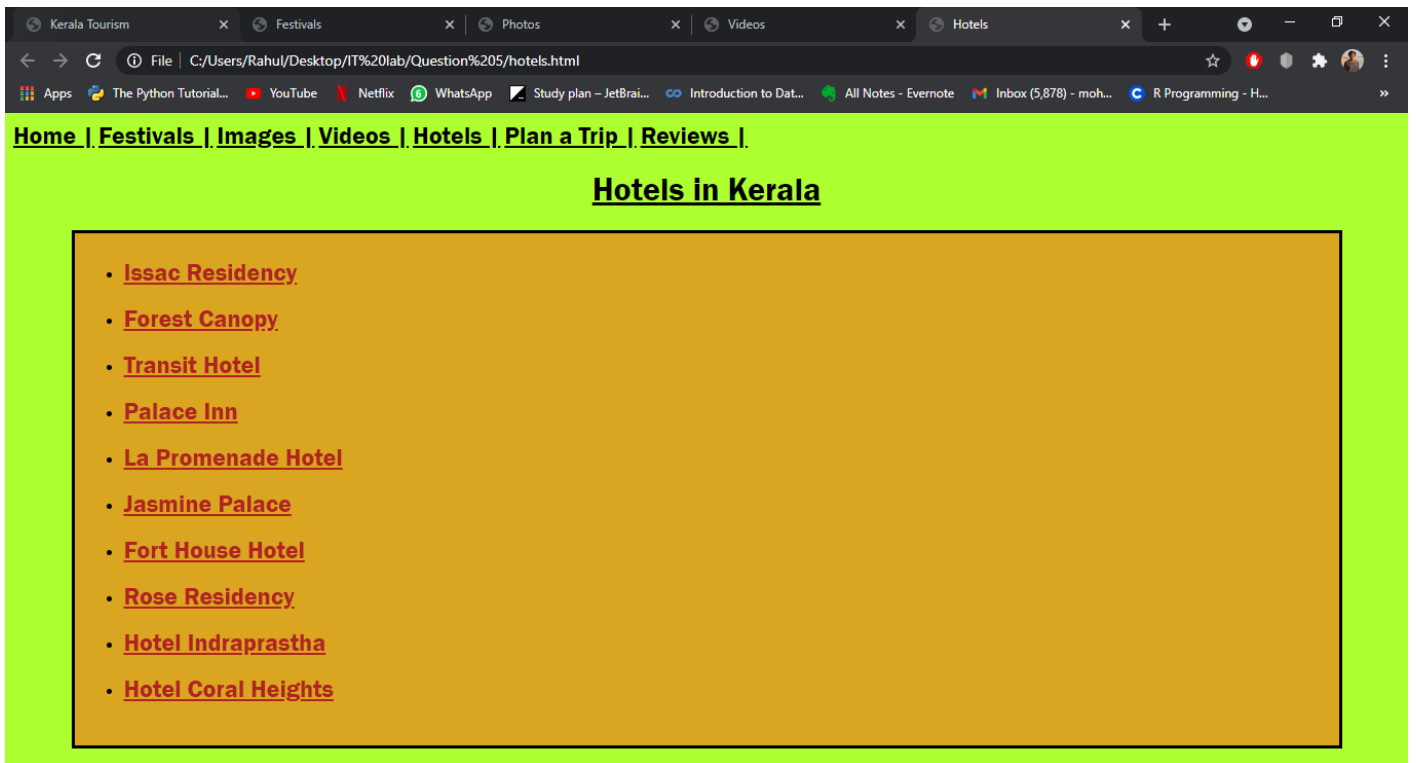 Kerala Tourism Festivals Photos Videos Hotels
File | C:/Users/Rahul/Desktop/IT%20lab/Question%205/hotels.html
Apps The Python Tutorial... YouTube Netflix WhatsApp Study plan – JetBrai... Introduction to Dat... All Notes - Evernote Inbox (5,878) - moh... R Programming - H... »
Home | Festivals | Images | Videos | Hotels | Plan a Trip | Reviews |
Hotels in Kerala
• Issac Residency
• Forest Canopy
• Transit Hotel
• Palace Inn
• La Promenade Hotel
• Jasmine Palace
• Fort House Hotel
• Rose Residency
• Hotel Indraprastha
• Hotel Coral Heights